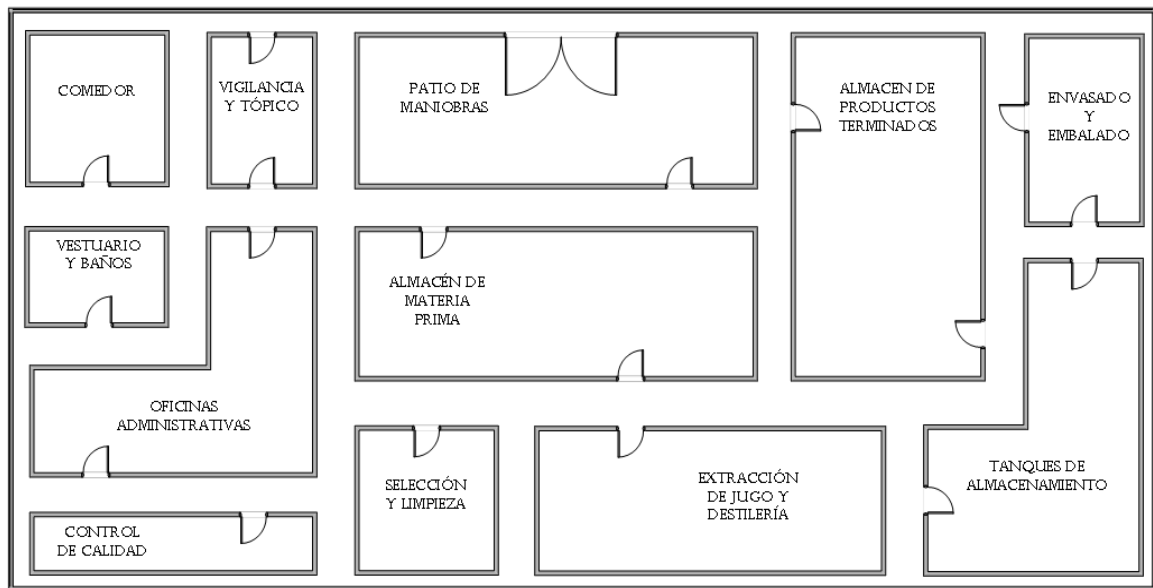 COMEDOR
VIGILANCIA
Y TÓPICO
PATIO DE
MANIOBRAS
ALMACEN DE
PRODUCTOS
TERMINADOS
ENVASADO
Y
EMBALADO
VESTUARIO
Y BAÑOS
ALMACÉN DE
MATERIA
PRIMA
OFICINAS
ADMINISTRATIVAS
SELECCIÓN
Y LIMPIEZA
EXTRACCIÓN
DE JUGO Y
DESTILERÍA
TANQUES DE
ALMACENAMIENTO
CONTROL
DE CALIDAD